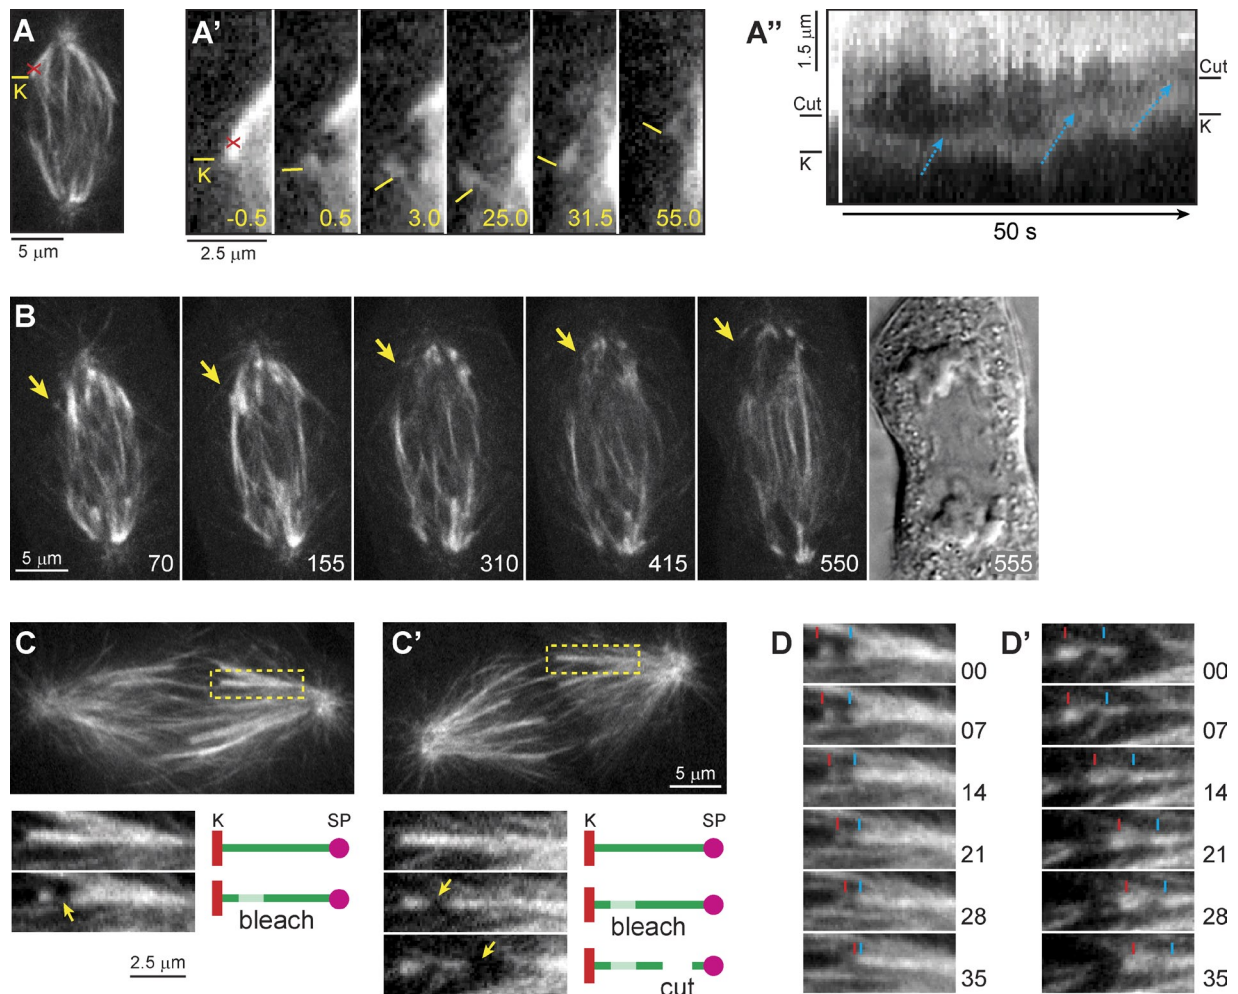 A
K
5 μm
A'
K
-0.5
0.5
3.0
25.0
31.5
55.0
2.5 μm
A"
1.5 μm
Cut
K
Cut
K
50 s
B
5 μm
70
155
310
415
550
555
C
C'
5 μm
K
SP
bleach
2.5 μm
K
SP
bleach
cut
D
00
07
14
21
28
35
D'
00
07
14
21
28
35